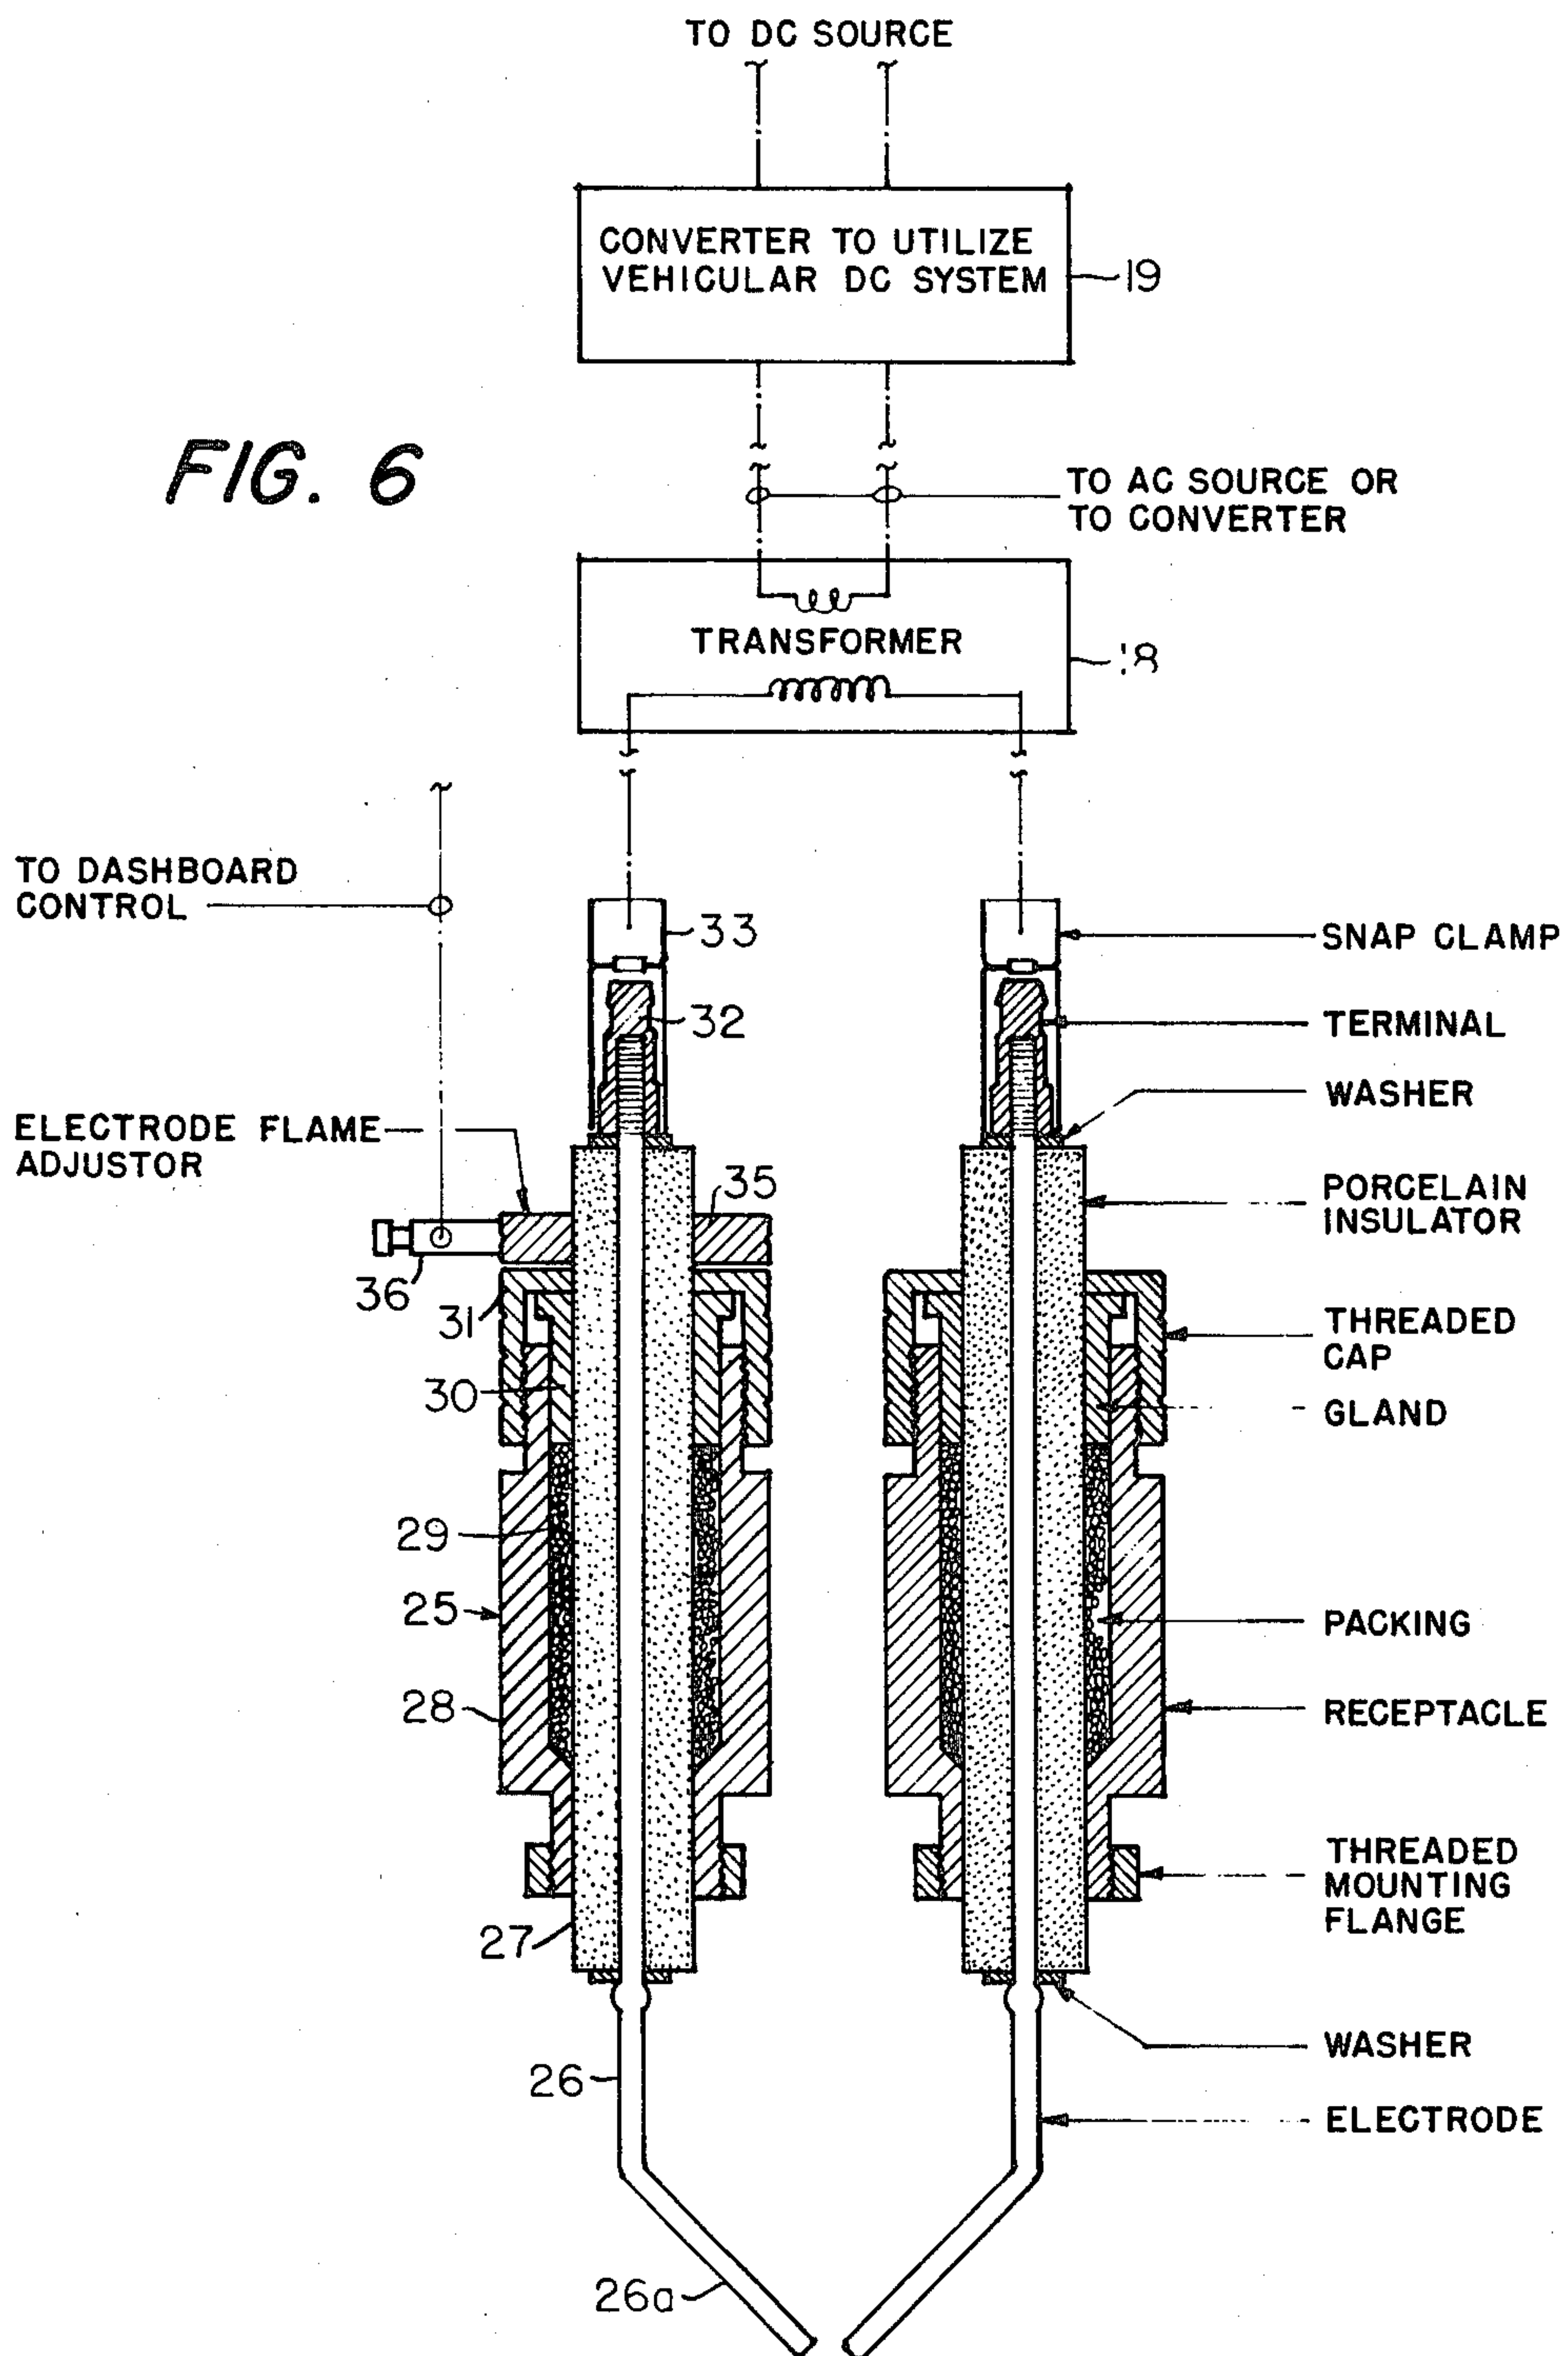 TO DC SOURCE
CONVERTER TO UTILIZE
VEHICULAR DC SYSTEM
19
FIG. 6
TO AC SOURCE OR
TO CONVERTER
TRANSFORMER
18
TO DASHBOARD
CONTROL
33
SNAP CLAMP
32
TERMINAL
WASHER
ELECTRODE FLAME
ADJUSTOR
35
PORCELAIN
INSULATOR
36
31
THREADED
CAP
30
GLAND
29
25
PACKING
28
RECEPTACLE
THREADED
MOUNTING
FLANGE
27
WASHER
26
ELECTRODE
26a